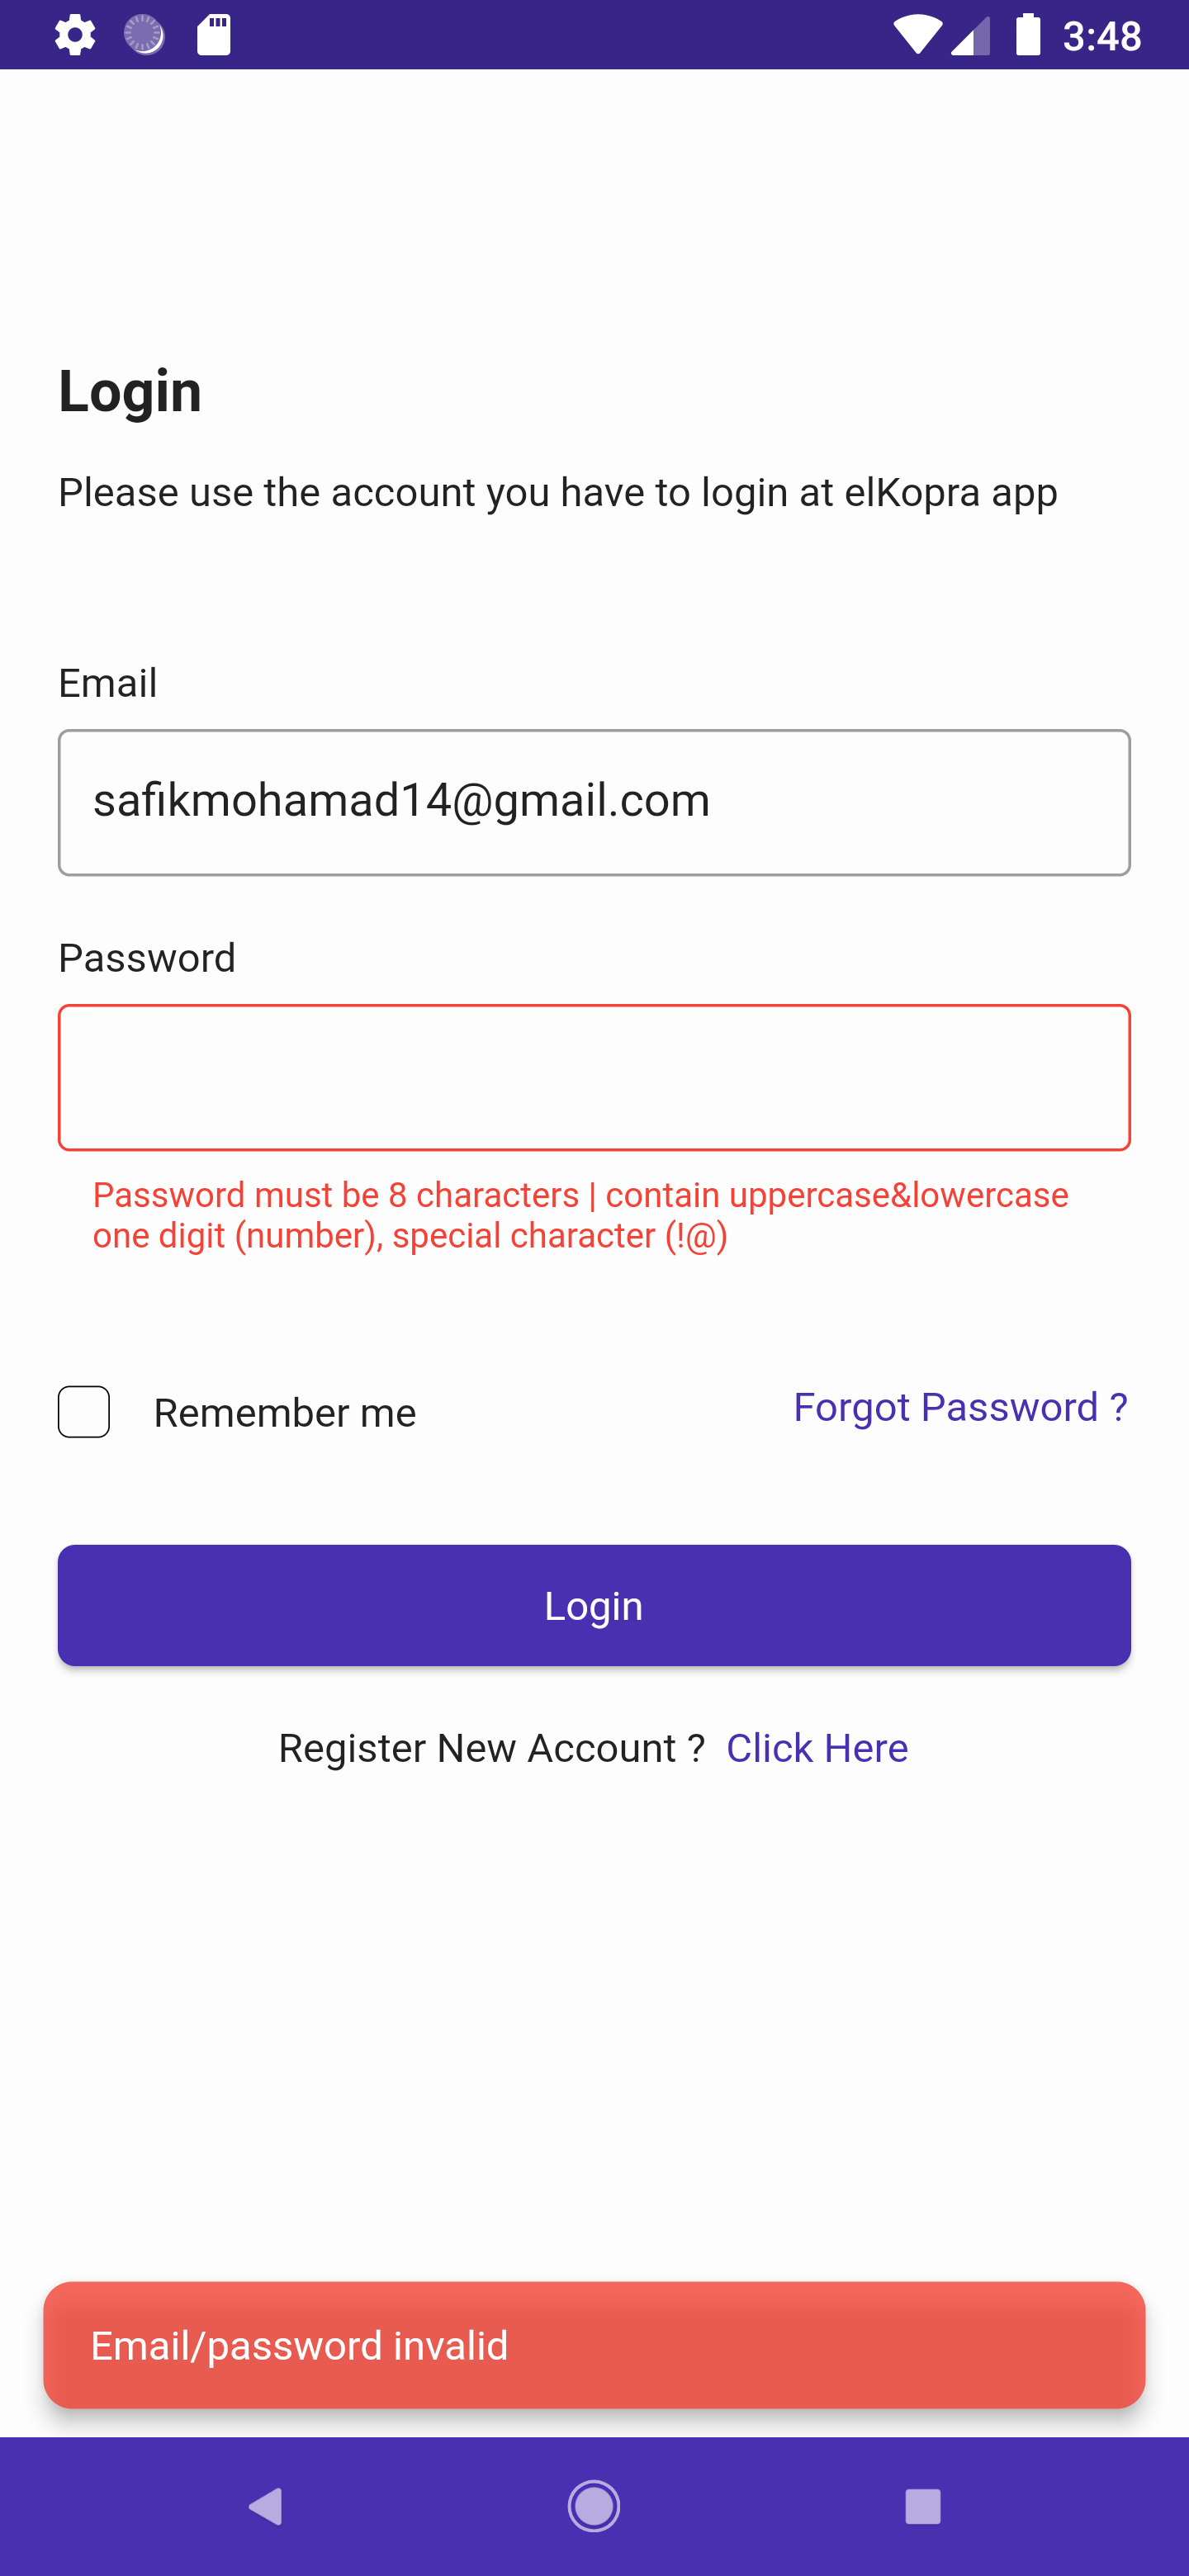 3:48
Login
Please use the account you have to login at elKopra app
Email
safikmohamad14@gmail.com
Password
Password must be 8 characters | contain uppercase&lowercase
one digit (number), special character (!@)
Remember me
Forgot Password ?
Login
Register New Account ? Click Here
Email/password invalid